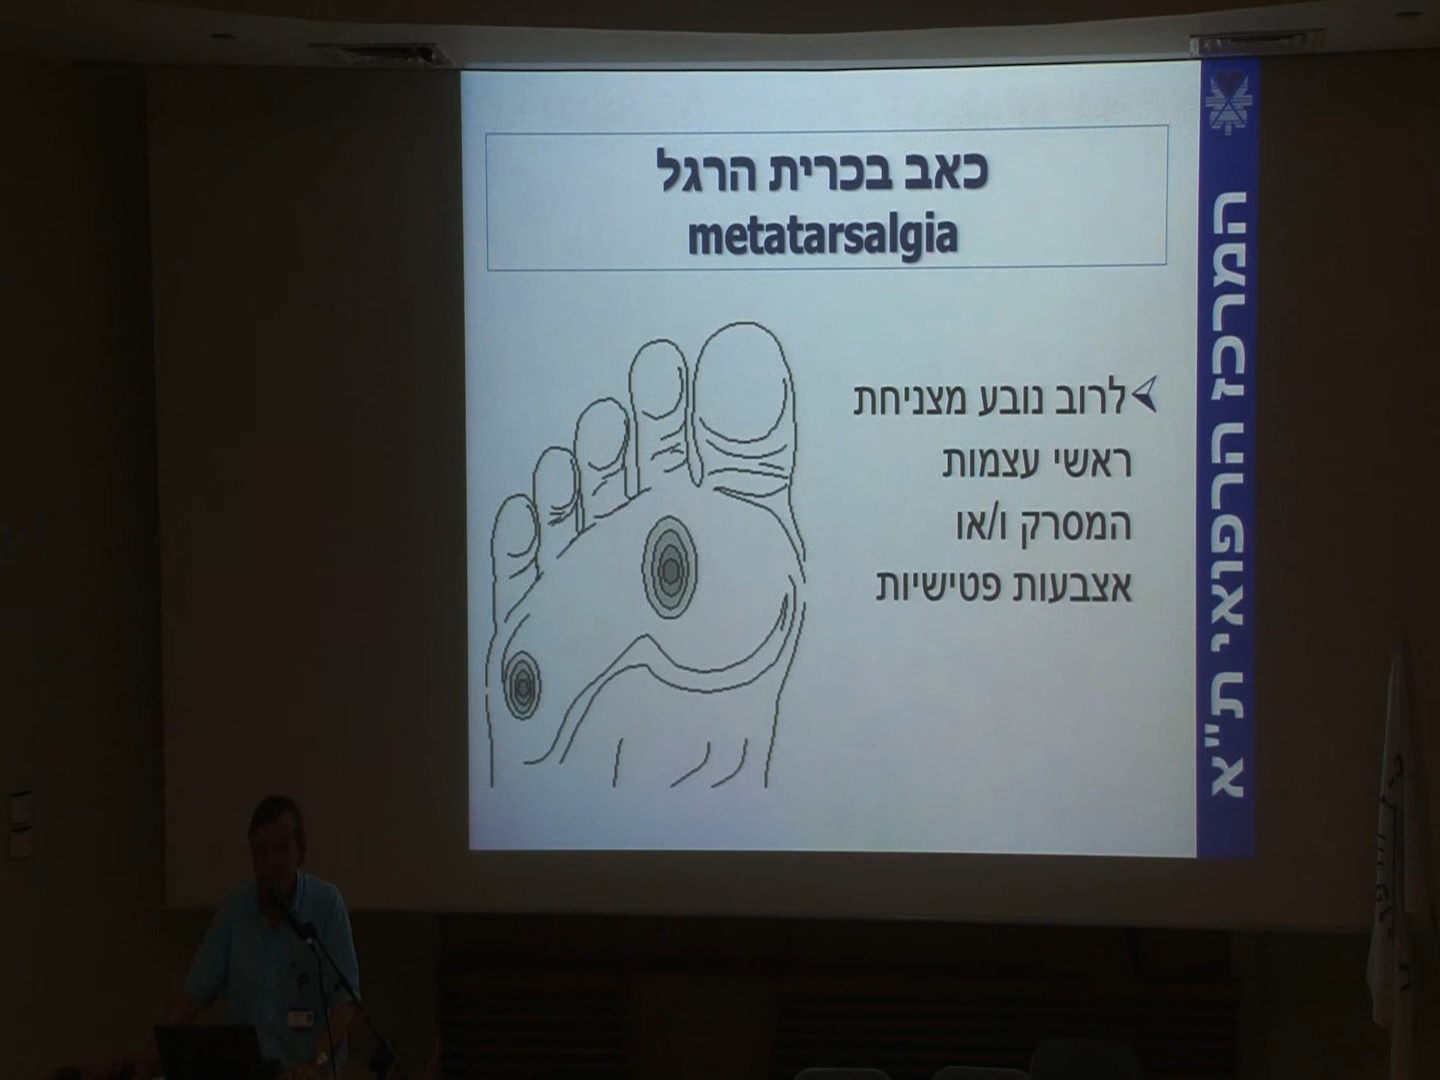 כאב בכרית הרגל
metatarsalgia
לרוב נובע מצניחת
ראשי עצמות
המסרק ו/או
אצבעות פטישיות
המרכז הרפואי ת"א